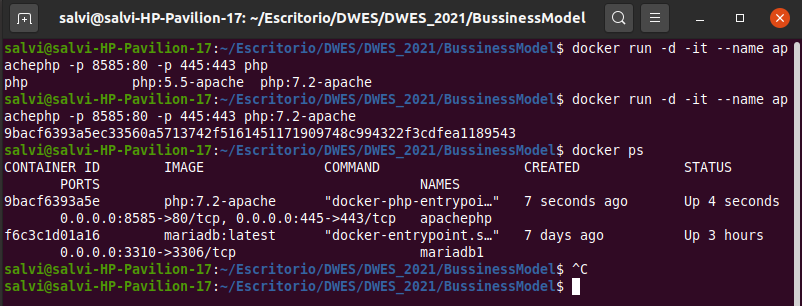 salvi@salvi-HP-Pavilion-17: ~/Escritorio/DWES/DWES_2021/BussinessModel
salvi@salvi-HP-Pavilion-17:~/Escritorio/DWES/DWES_2021/BussinessModel$ docker run -d -it --name ap
achephp -p 8585:80 -p 445:443 php
php php:5.5-apache php:7.2-apache
salvi@salvi-HP-Pavilion-17:~/Escritorio/DWES/DWES_2021/BussinessModel$ docker run -d -it --name ap
achephp -p 8585:80 -p 445:443 php:7.2-apache
9bacf6393a5ec33560a5713742f5161451171909748c994322f3cdfea1189543
salvi@salvi-HP-Pavilion-17:~/Escritorio/DWES/DWES_2021/BussinessModel$ docker ps
CONTAINER ID IMAGE COMMAND CREATED STATUS
PORTS NAMES
9bacf6393a5e php:7.2-apache "docker-php-entrypoi…" 7 seconds ago Up 4 seconds
0.0.0.0:8585->80/tcp, 0.0.0.0:445->443/tcp apachephp
f6c3c1d01a16 mariadb:latest "docker-entrypoint.s…" 7 days ago Up 3 hours
0.0.0.0:3310->3306/tcp mariadb1
salvi@salvi-HP-Pavilion-17:~/Escritorio/DWES/DWES_2021/BussinessModel$ ^C
salvi@salvi-HP-Pavilion-17:~/Escritorio/DWES/DWES_2021/BussinessModel$